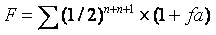 F = ∑ (1/2)^{n+n+1} × (1 + fa)